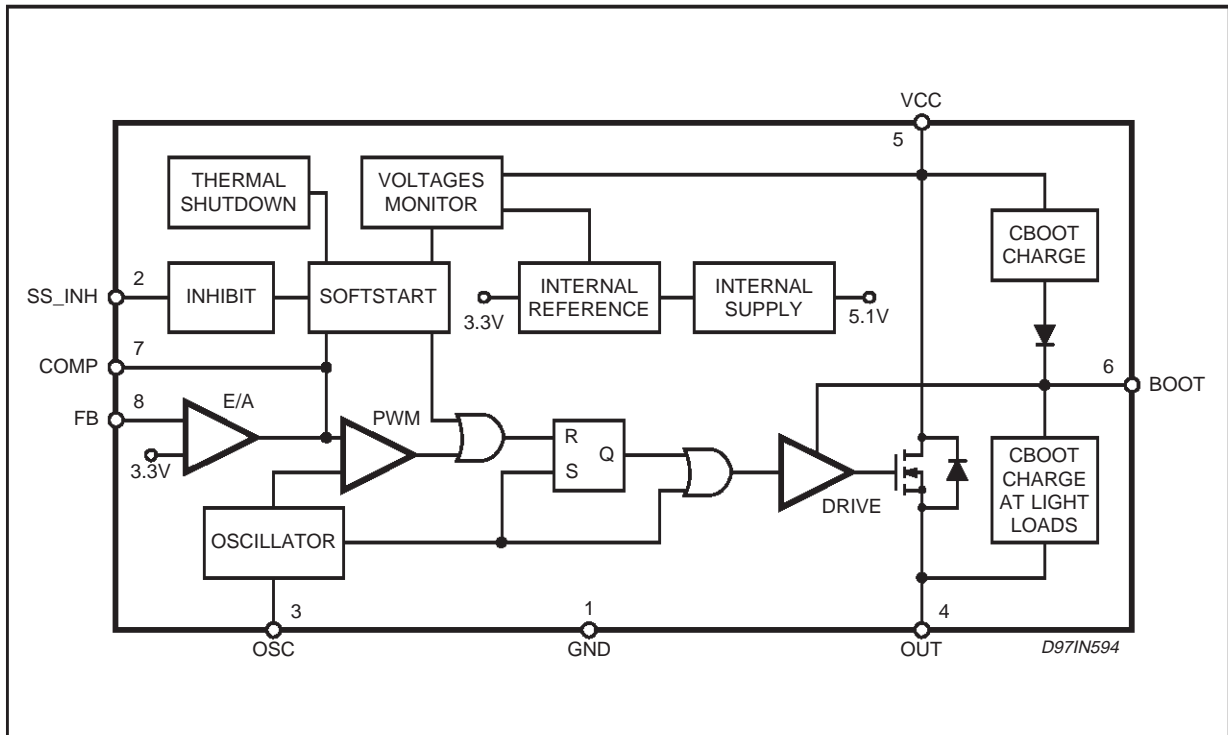 VCC
5
THERMAL
SHUTDOWN
VOLTAGES
MONITOR
CBOOT
CHARGE
2
SS_INH
INHIBIT
SOFTSTART
3.3V
INTERNAL
REFERENCE
INTERNAL
SUPPLY
5.1V
7
COMP
6
BOOT
8
FB
E/A
3.3V
PWM
R
S
Q
DRIVE
CBOOT
CHARGE
AT LIGHT
LOADS
OSCILLATOR
3
OSC
1
GND
4
OUT
D97IN594